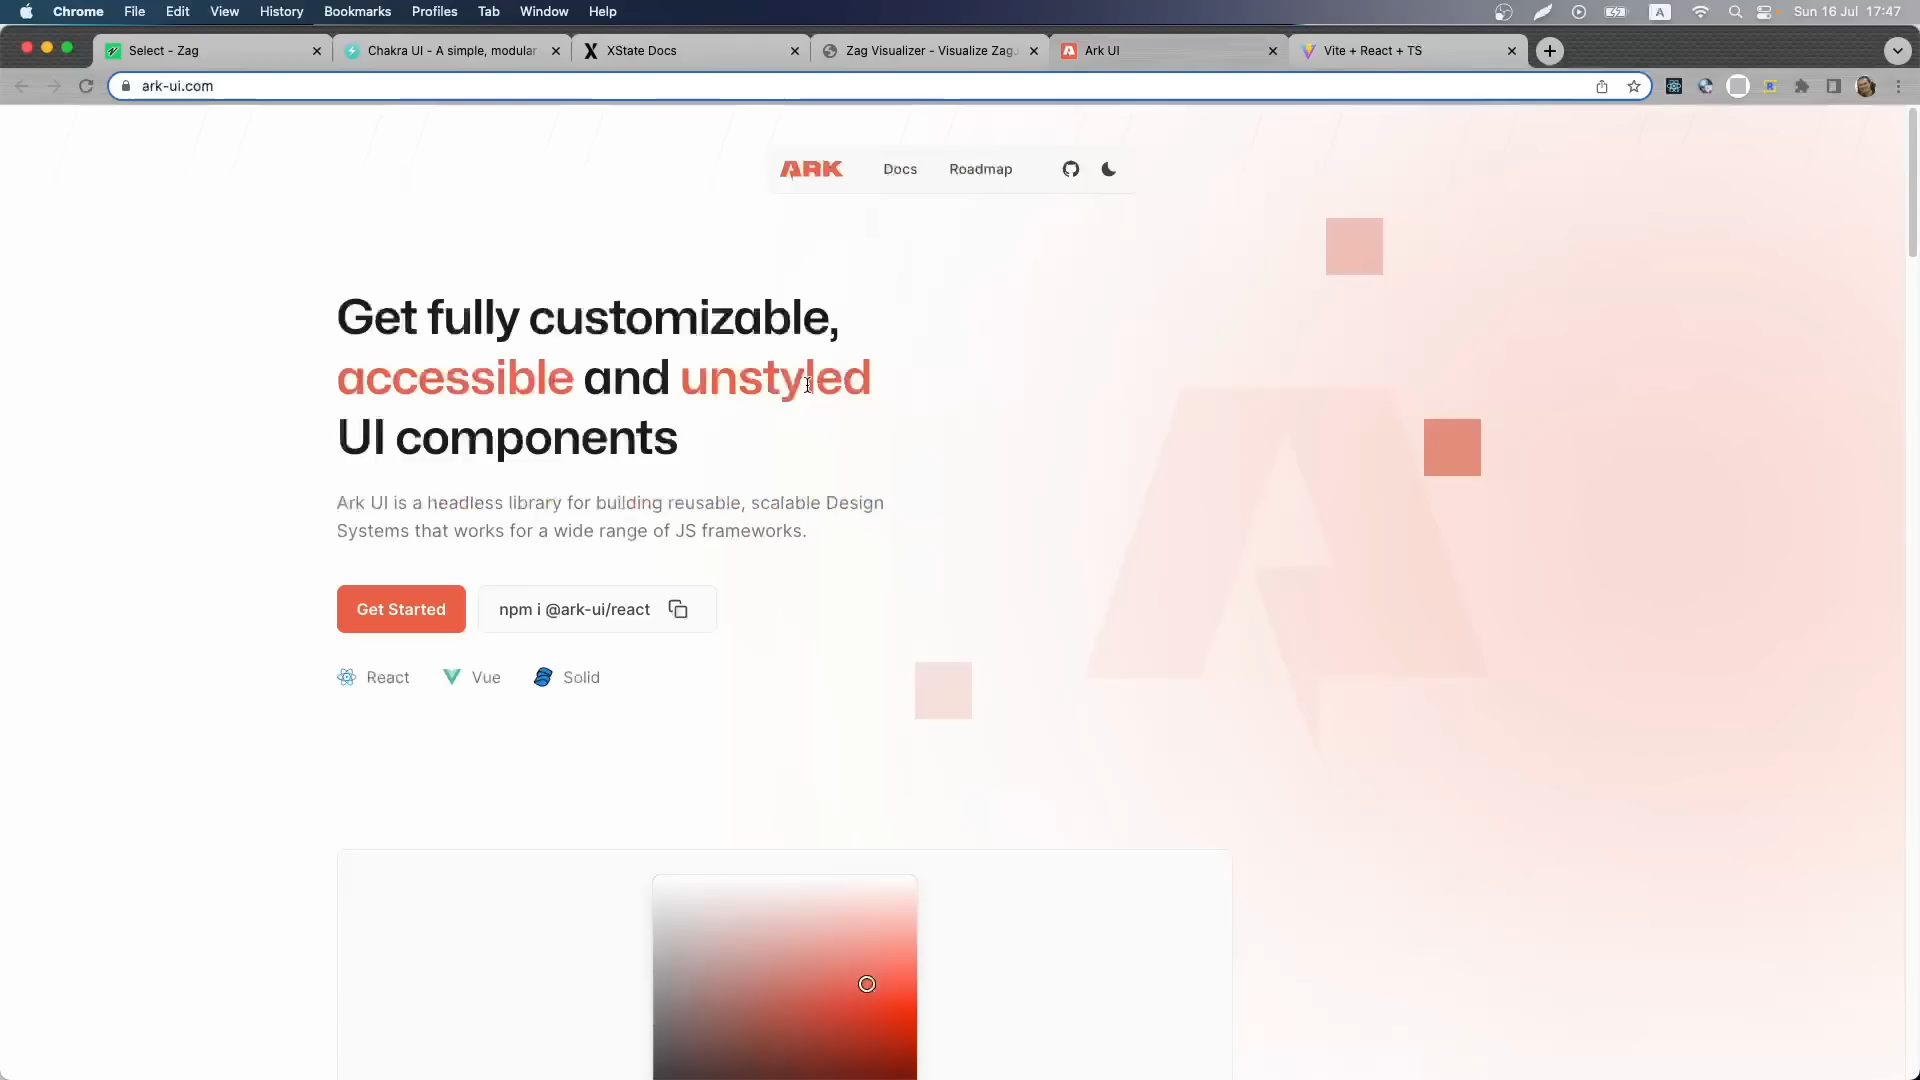 Chrome File Edit View History Bookmarks Profiles Tab Window Help A Sun 16 Jul 17:47
Select - Zag
Chakra UI - A simple, modular
XState Docs
Zag Visualizer - Visualize Zag.
Ark UI
Vite + React + TS
ark-ui.com
ARK Docs Roadmap
Get fully customizable,
accessible and unstyled
UI components
Ark UI is a headless library for building reusable, scalable Design
Systems that works for a wide range of JS frameworks.
Get Started npm i @ark-ui/react
React Vue Solid